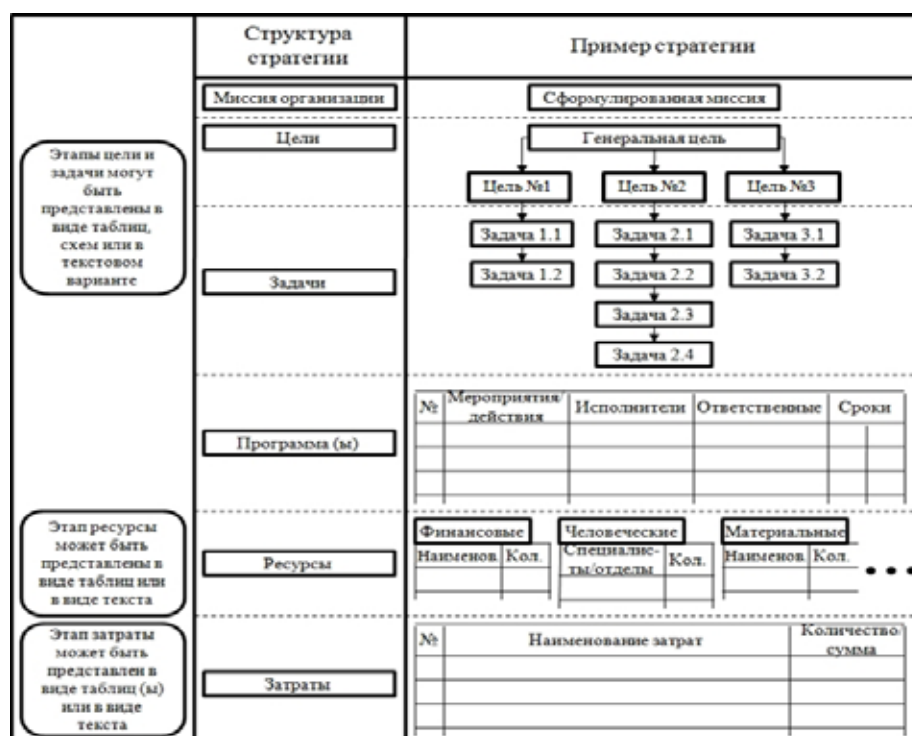 Структура
стратегии
Пример стратегии
Миссия организации
Сформулированная миссия
Этапы цели и
задачи могут
быть
представлены в
виде таблиц,
схем или в
текстовом
варианте
Цели
Генеральная цель
Цель №1
Цель №2
Цель №3
Задачи
Задача 1.1
Задача 2.1
Задача 3.1
Задача 1.2
Задача 2.2
Задача 3.2
Задача 2.3
Задача 2.4
Программа (ы)
№
Мероприятия/
действия
Исполнители
Ответственные
Сроки
Этап ресурсы
может быть
представлены в
виде таблиц или
в виде текста
Ресурсы
Финансовые
Наименов.
Кол.
Человеческие
Специалис-
ты/отделы
Кол.
Материальные
Наименов.
Кол.
Этап затраты
может быть
представлен в
виде таблиц (ы)
или в виде
текста
Затраты
№
Наименование затрат
Количество/
сумма